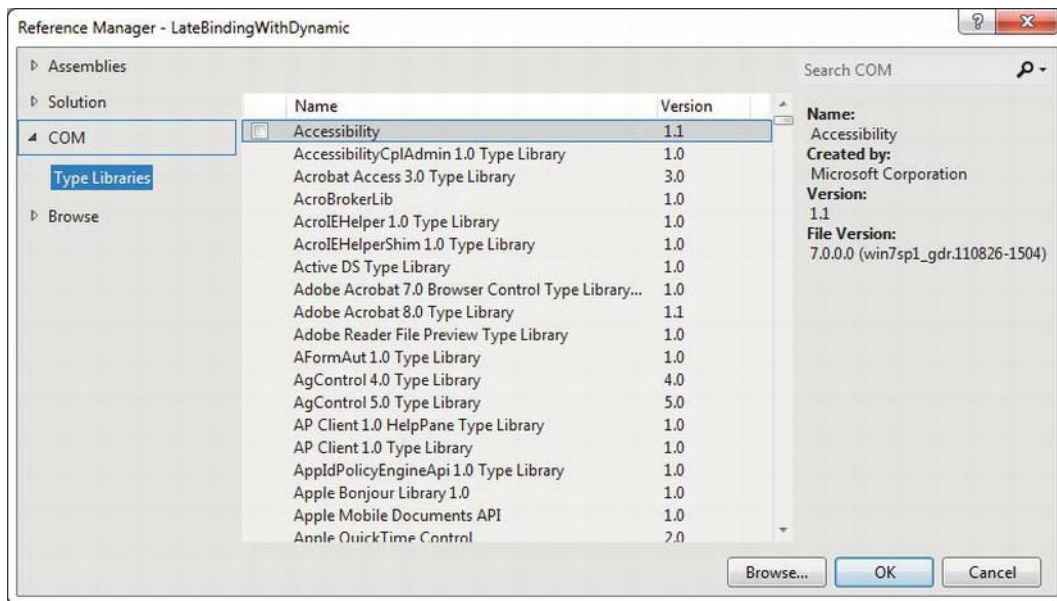 Reference Manager - LateBindingWithDynamic
Assemblies
Solution
COM
Type Libraries
Browse
Name Version
Accessibility 1.1
AccessibilityCplAdmin 1.0 Type Library 1.0
Acrobat Access 3.0 Type Library 3.0
AcroBrokerLib 1.0
AcroIEHelper 1.0 Type Library 1.0
AcroIEHelperShim 1.0 Type Library 1.0
Active DS Type Library 1.0
Adobe Acrobat 7.0 Browser Control Type Library... 1.0
Adobe Acrobat 8.0 Type Library 1.1
Adobe Reader File Preview Type Library 1.0
AFormAut 1.0 Type Library 1.0
AgControl 4.0 Type Library 4.0
AgControl 5.0 Type Library 5.0
AP Client 1.0 HelpPane Type Library 1.0
AP Client 1.0 Type Library 1.0
AppIdPolicyEngineApi 1.0 Type Library 1.0
Apple Bonjour Library 1.0 1.0
Apple Mobile Documents API 1.0
Apple QuickTime Control 2.0
Search COM
Name:
Accessibility
Created by:
Microsoft Corporation
Version:
1.1
File Version:
7.0.0.0 (win7sp1_gdr.110826-1504)
Browse... OK Cancel